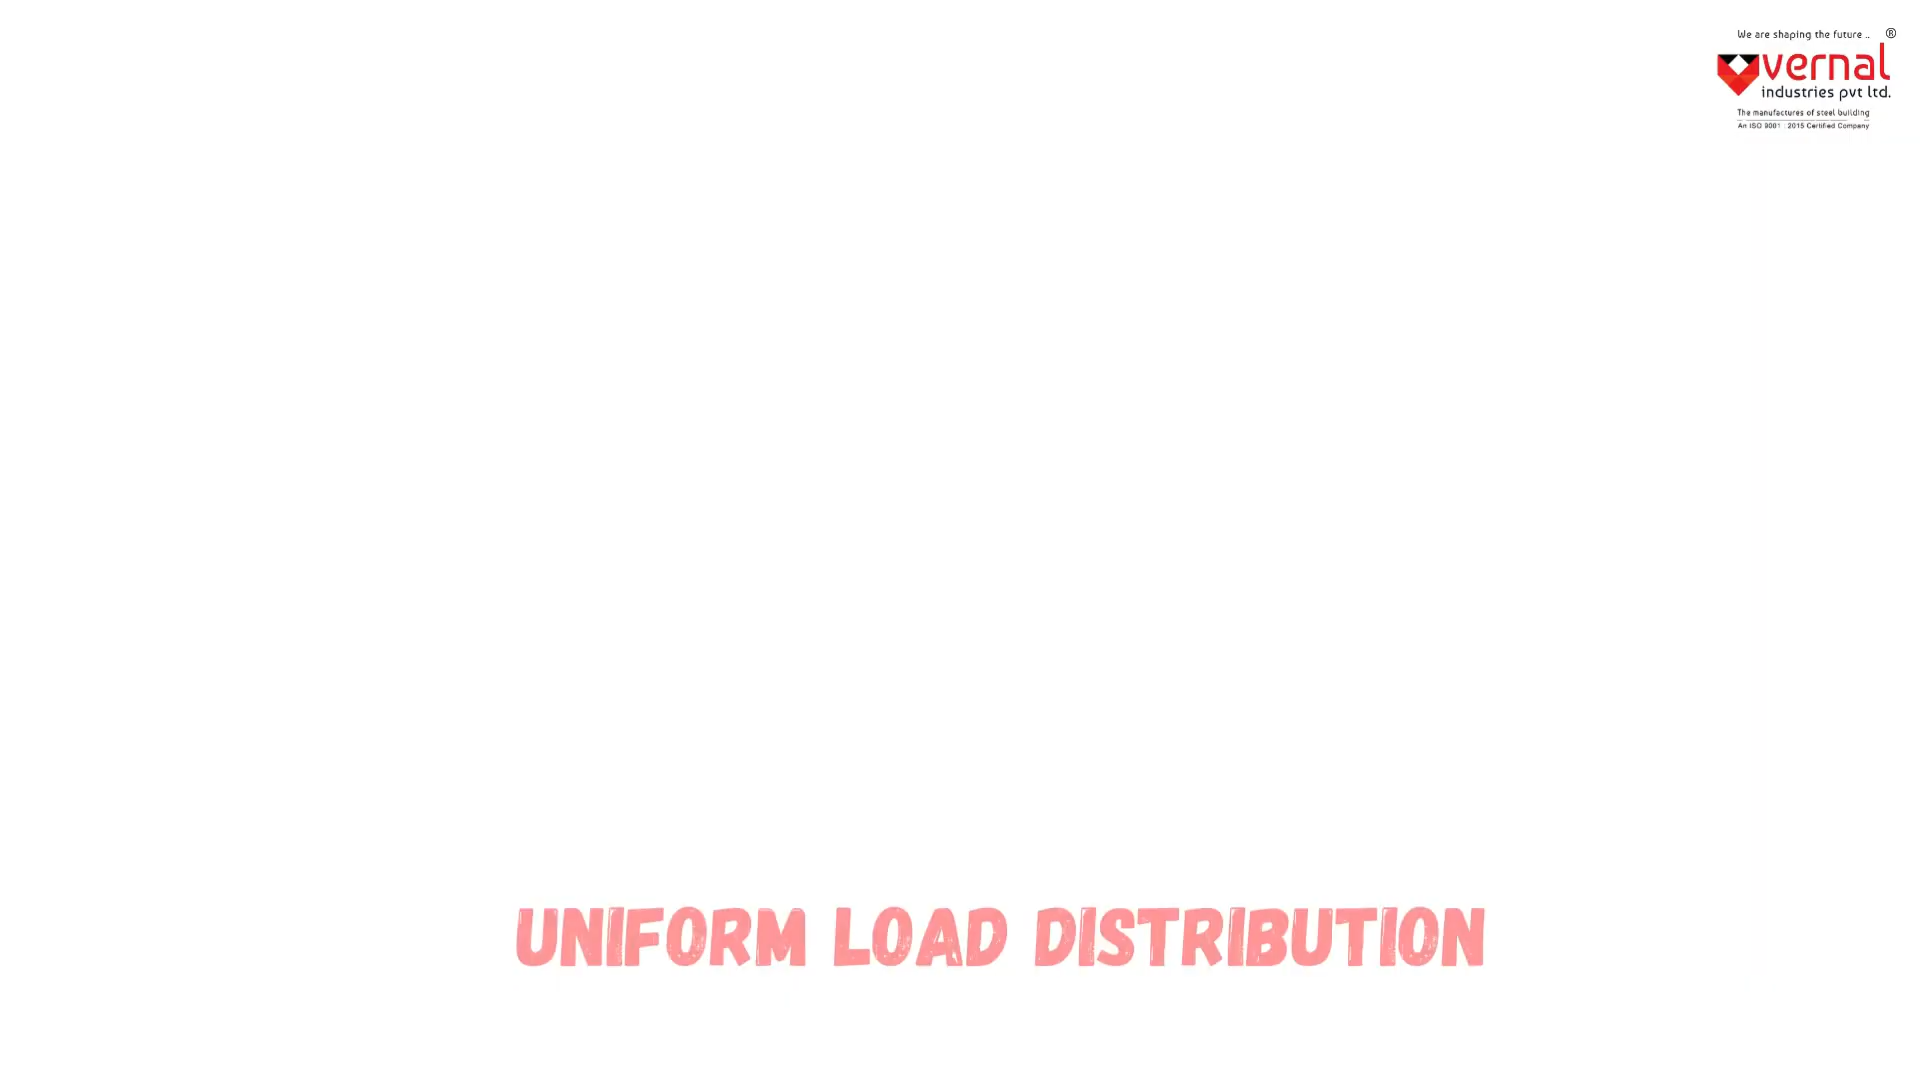 We are shaping the future .. ®
vernal
industries pvt ltd.
The manufactures of steel building
An ISO 9001 : 2015 Certified Company
UNIFORM LOAD DISTRIBUTION